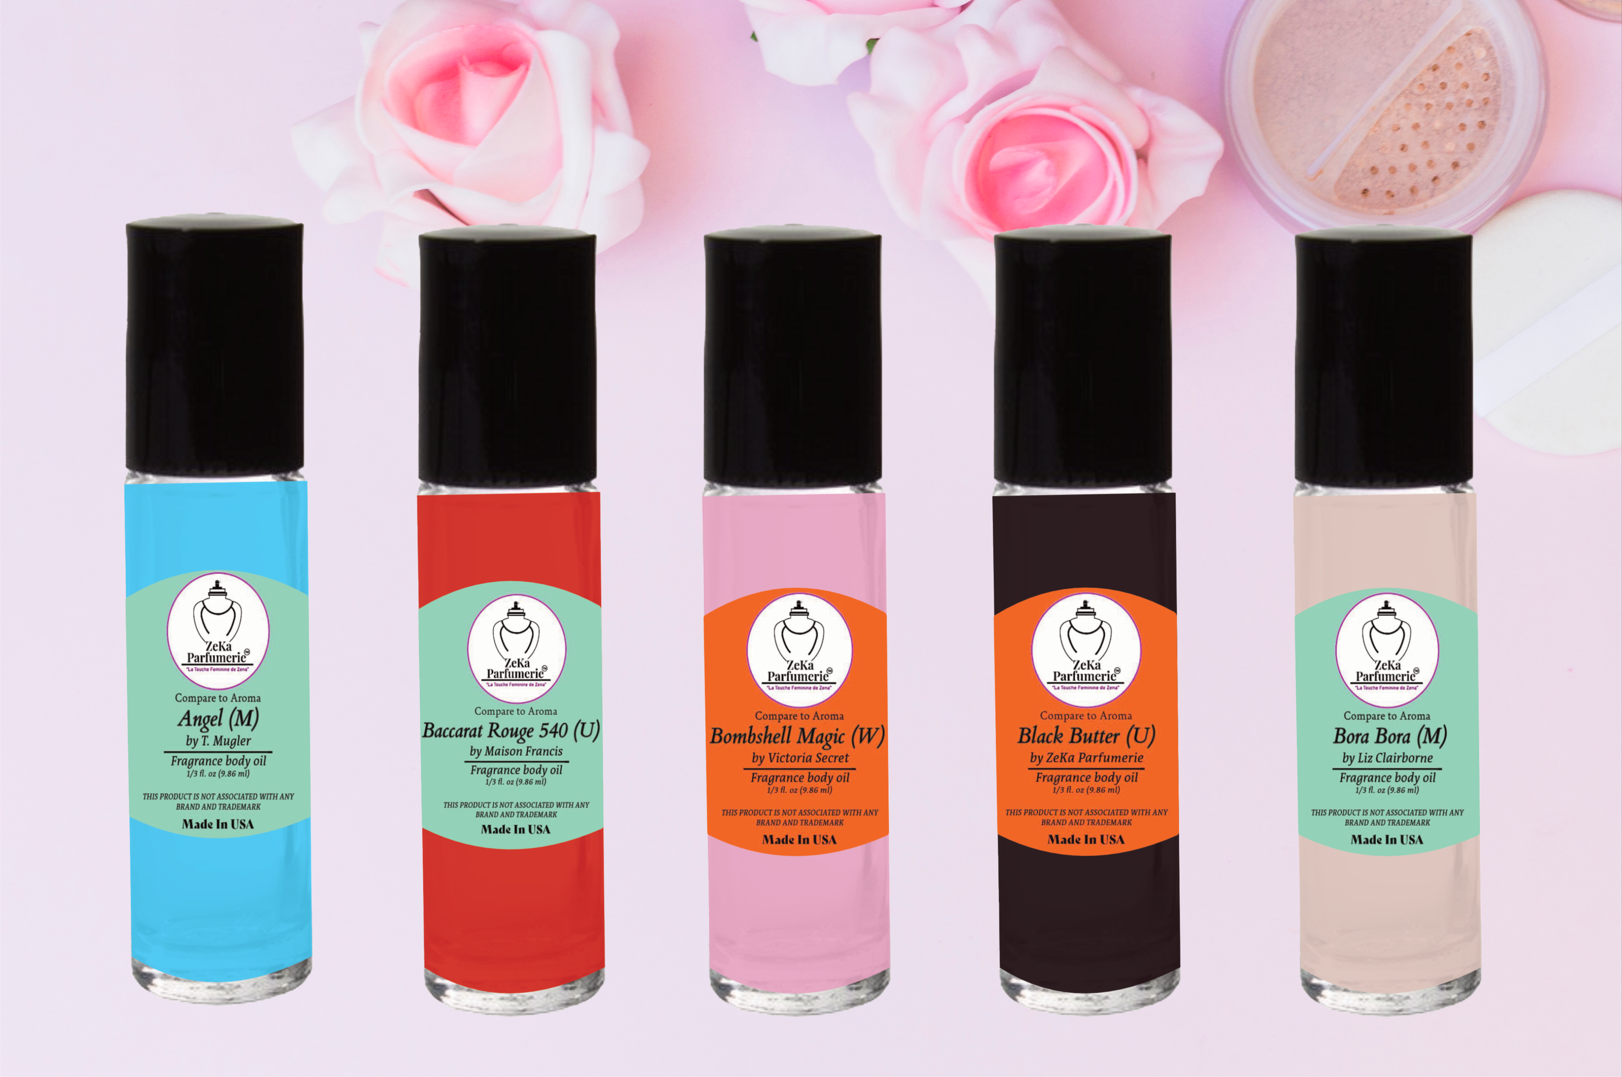 ZeKa
Parfumerie
"La Touche Feminine de Zena"
Compare to Aroma
Angel (M)
by T. Mugler
Fragrance body oil
1/3 fl. oz (9.86 ml)
THIS PRODUCT IS NOT ASSOCIATED WITH ANY
BRAND AND TRADEMARK
Made In USA
ZeKa
Parfumerie
"La Touche Feminine de Zena"
Compare to Aroma
Baccarat Rouge 540 (U)
by Maison Francis
Fragrance body oil
1/3 fl. oz (9.86 ml)
THIS PRODUCT IS NOT ASSOCIATED WITH ANY
BRAND AND TRADEMARK
Made In USA
ZeKa
Parfumerie
"La Touche Feminine de Zena"
Compare to Aroma
Bombshell Magic (W)
by Victoria Secret
Fragrance body oil
1/3 fl. oz (9.86 ml)
THIS PRODUCT IS NOT ASSOCIATED WITH ANY
BRAND AND TRADEMARK
Made In USA
ZeKa
Parfumerie
"La Touche Feminine de Zena"
Compare to Aroma
Black Butter (U)
by ZeKa Parfumerie
Fragrance body oil
1/3 fl. oz (9.86 ml)
THIS PRODUCT IS NOT ASSOCIATED WITH ANY
BRAND AND TRADEMARK
Made In USA
ZeKa
Parfumerie
"La Touche Feminine de Zena"
Compare to Aroma
Bora Bora (M)
by Liz Clairborne
Fragrance body oil
1/3 fl. oz (9.86 ml)
THIS PRODUCT IS NOT ASSOCIATED WITH ANY
BRAND AND TRADEMARK
Made In USA